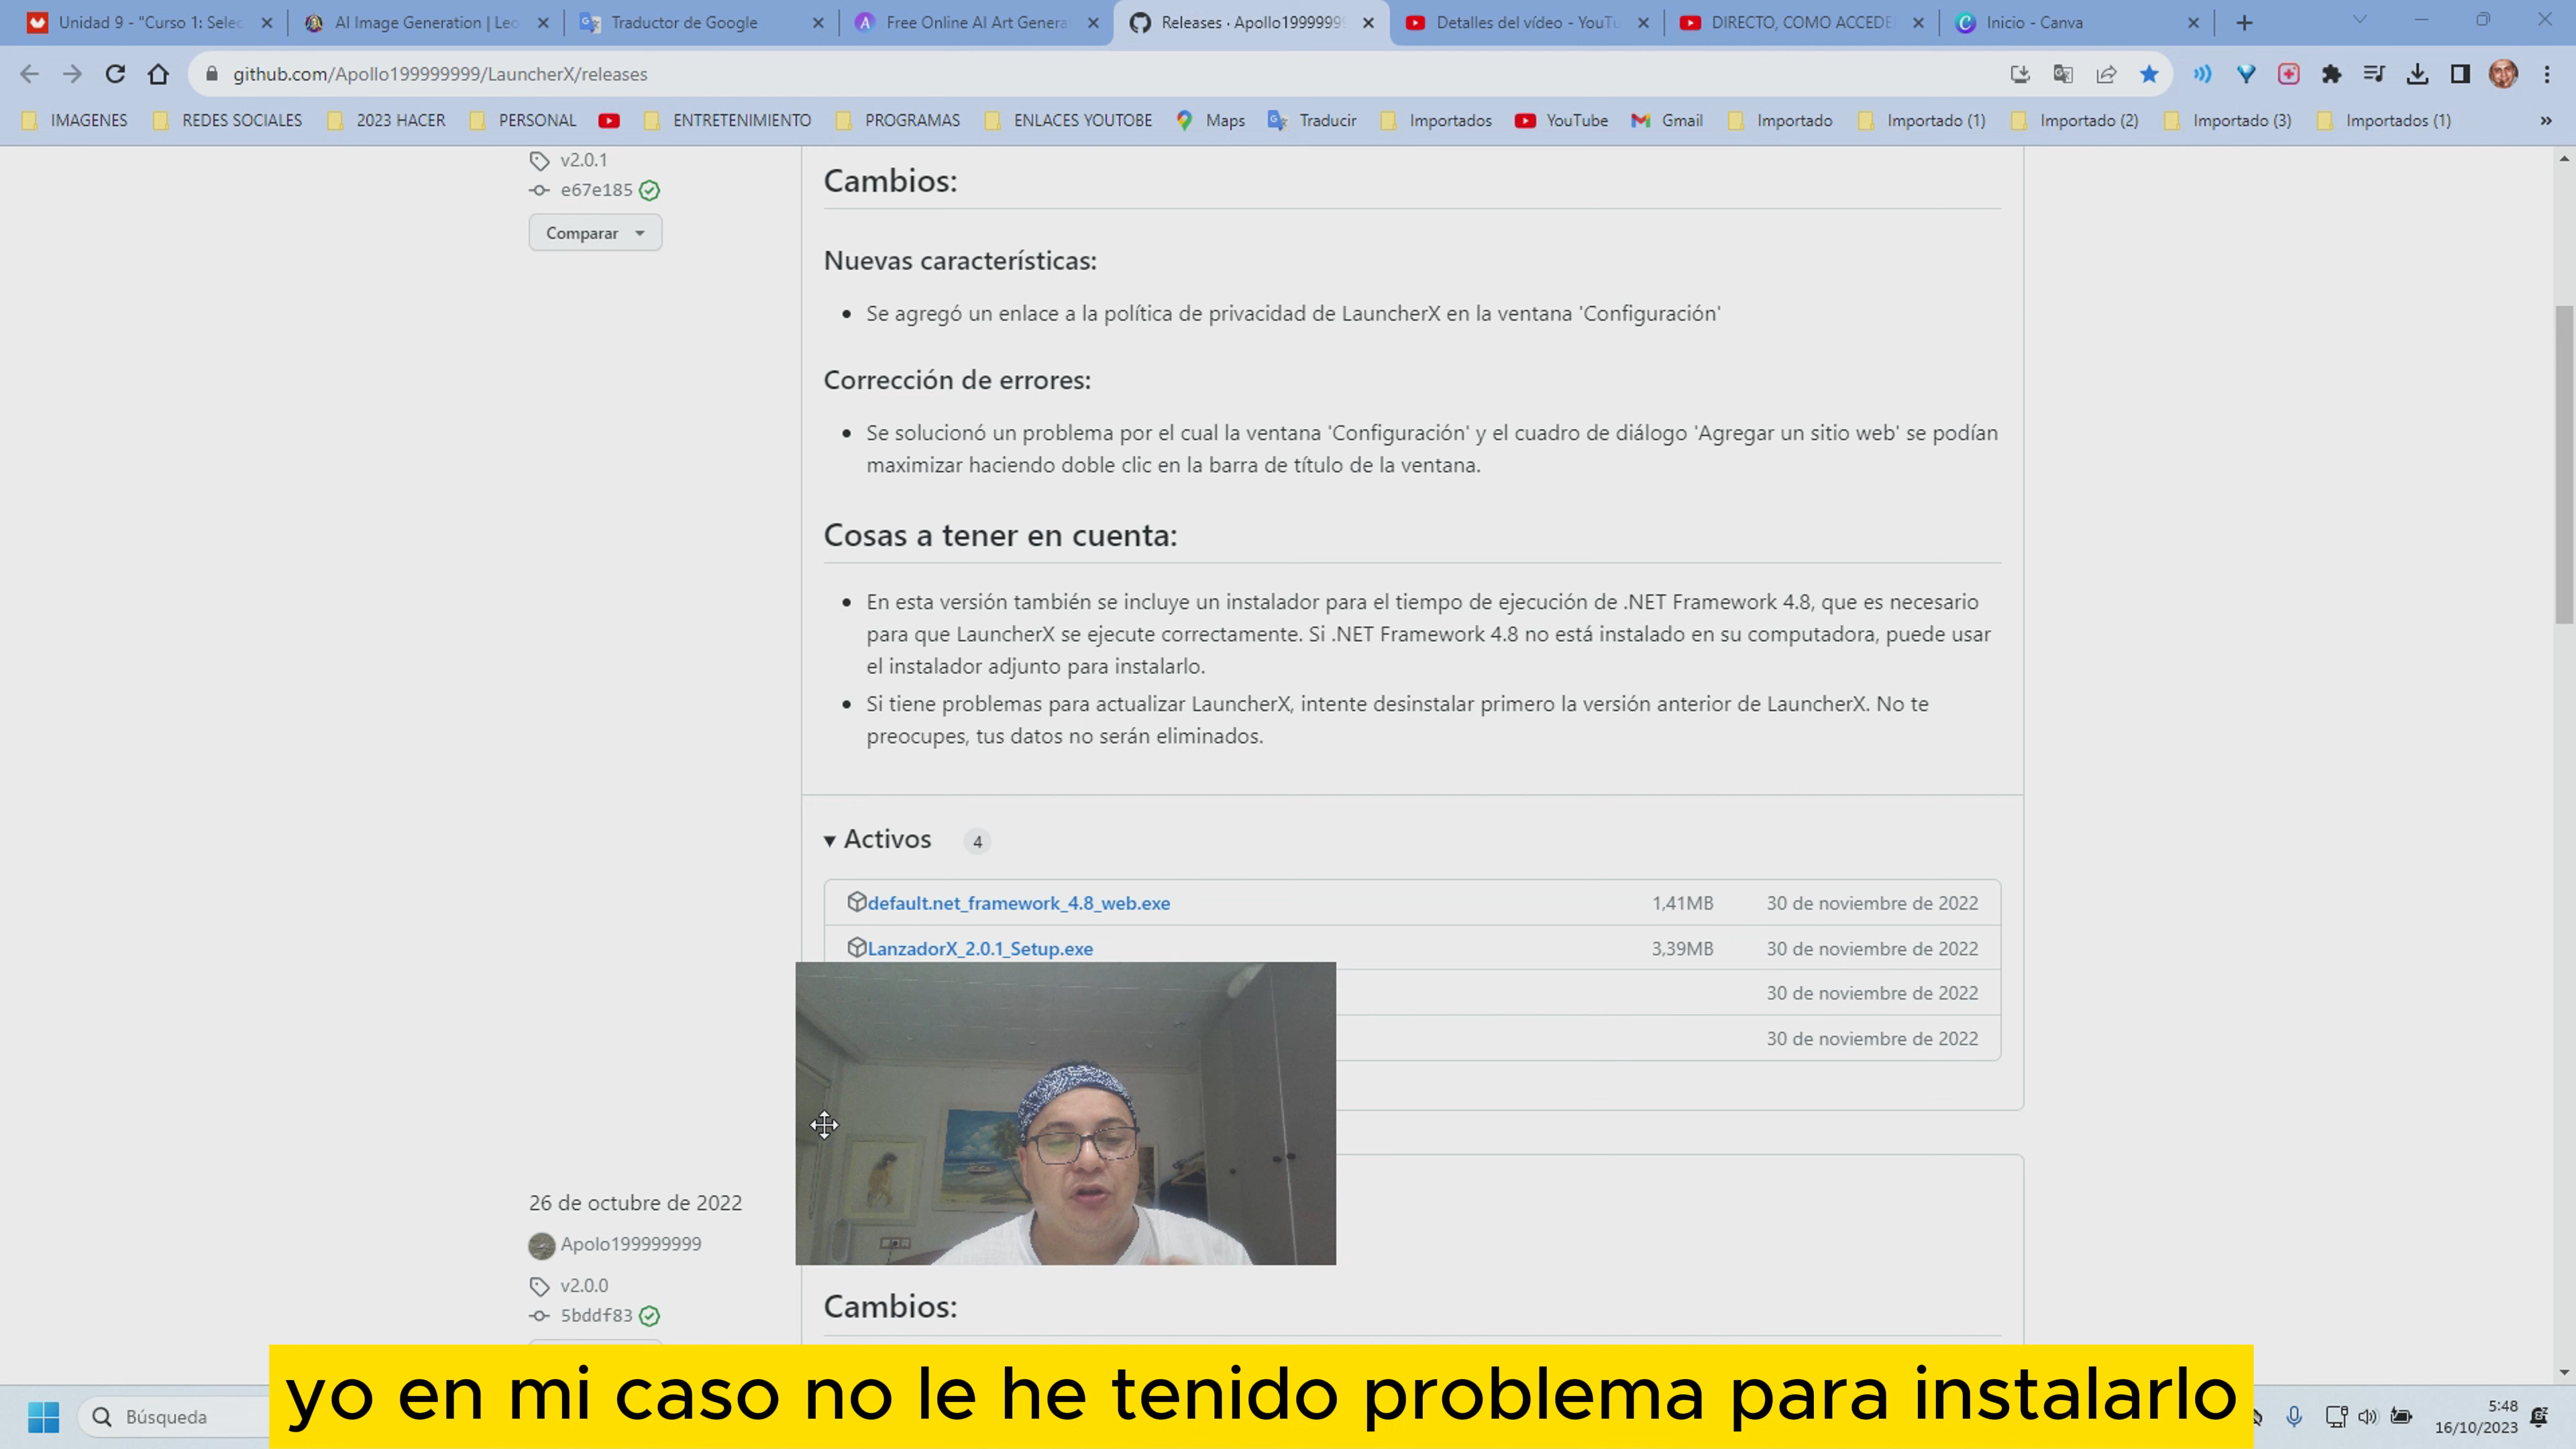 Unidad 9 - "Curso 1: Selec
AI Image Generation | Leo
Traductor de Google
Free Online AI Art Genera
Releases · Apollo19999999
Detalles del vídeo - YouTu
DIRECTO, COMO ACCEDE
Inicio - Canva
github.com/Apollo199999999/LauncherX/releases
IMAGENES
REDES SOCIALES
2023 HACER
PERSONAL
ENTRETENIMIENTO
PROGRAMAS
ENLACES YOUTOBE
Maps
Traducir
Importados
YouTube
Gmail
Importado
Importado (1)
Importado (2)
Importado (3)
Importados (1)
»
v2.0.1
e67e185
Comparar
Cambios:
Nuevas características:
• Se agregó un enlace a la política de privacidad de LauncherX en la ventana 'Configuración'
Corrección de errores:
• Se solucionó un problema por el cual la ventana 'Configuración' y el cuadro de diálogo 'Agregar un sitio web' se podían
maximizar haciendo doble clic en la barra de título de la ventana.
Cosas a tener en cuenta:
• En esta versión también se incluye un instalador para el tiempo de ejecución de .NET Framework 4.8, que es necesario
para que LauncherX se ejecute correctamente. Si .NET Framework 4.8 no está instalado en su computadora, puede usar
el instalador adjunto para instalarlo.
• Si tiene problemas para actualizar LauncherX, intente desinstalar primero la versión anterior de LauncherX. No te
preocupes, tus datos no serán eliminados.
Activos 4
default.net_framework_4.8_web.exe 1,41MB 30 de noviembre de 2022
LanzadorX_2.0.1_Setup.exe 3,39MB 30 de noviembre de 2022
30 de noviembre de 2022
30 de noviembre de 2022
26 de octubre de 2022
Apolo199999999
v2.0.0
5bddf83
Cambios:
yo en mi caso no le he tenido problema para instalarlo
Búsqueda
5:48
16/10/2023